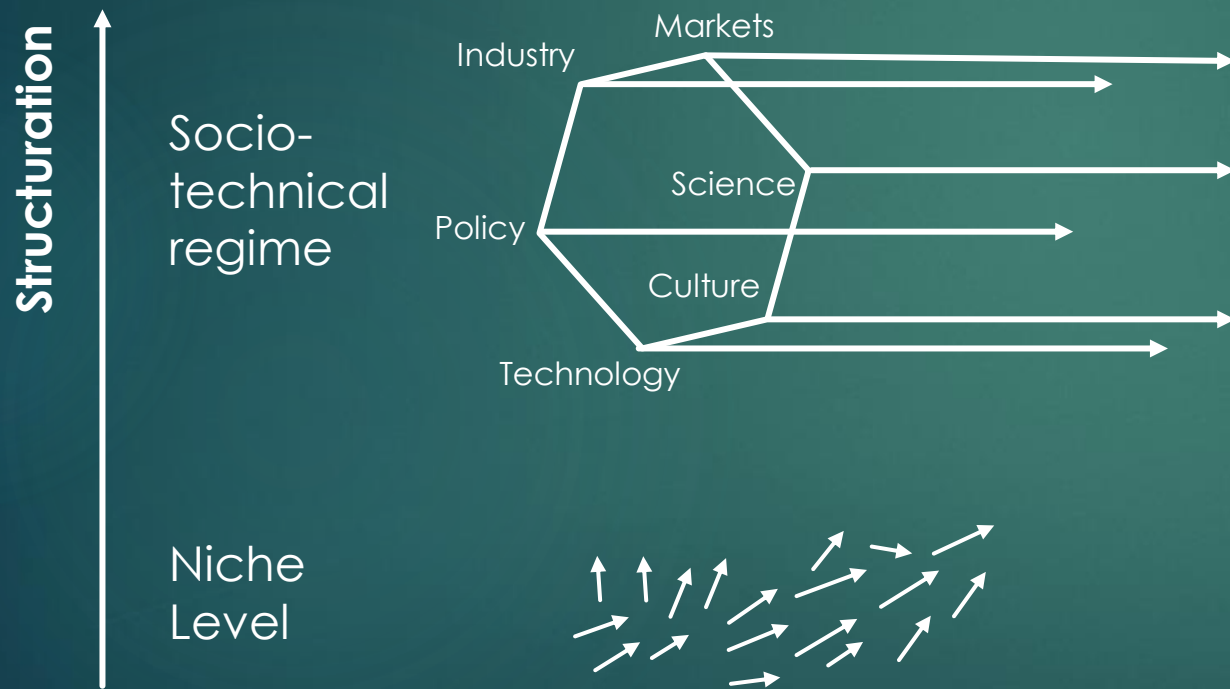 Structuration
Socio-
technical
regime
Markets
Industry
Science
Policy
Culture
Technology
Niche
Level